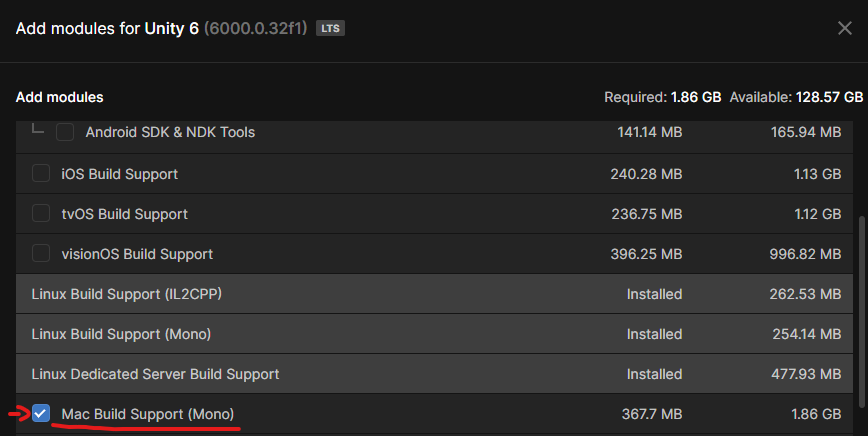 Add modules for Unity 6 (6000.0.32f1) LTS
Add modules Required: 1.86 GB Available: 128.57 GB
Android SDK & NDK Tools 141.14 MB 165.94 MB
iOS Build Support 240.28 MB 1.13 GB
tvOS Build Support 236.75 MB 1.12 GB
visionOS Build Support 396.25 MB 996.82 MB
Linux Build Support (IL2CPP) Installed 262.53 MB
Linux Build Support (Mono) Installed 254.14 MB
Linux Dedicated Server Build Support Installed 477.93 MB
Mac Build Support (Mono) 367.7 MB 1.86 GB